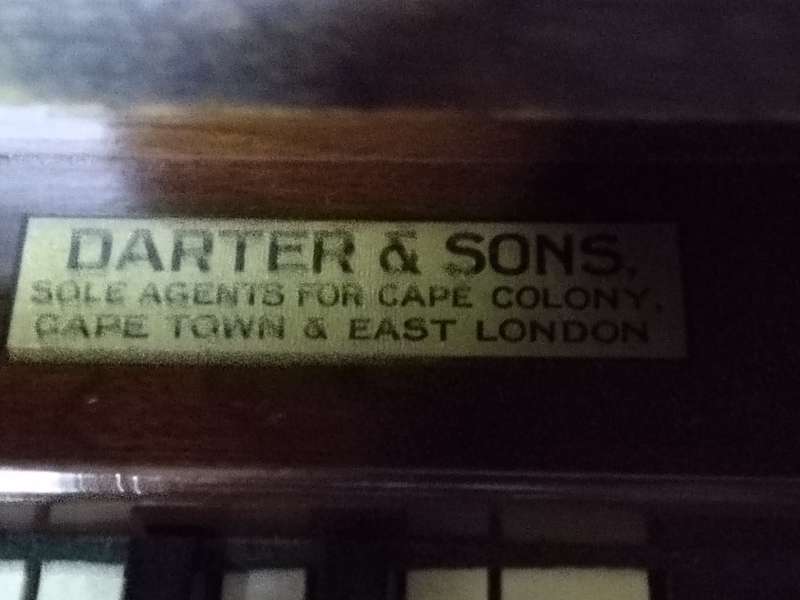 DARTER & SONS.
SOLE AGENTS FOR CAPE COLONY.
CAPE TOWN & EAST LONDON